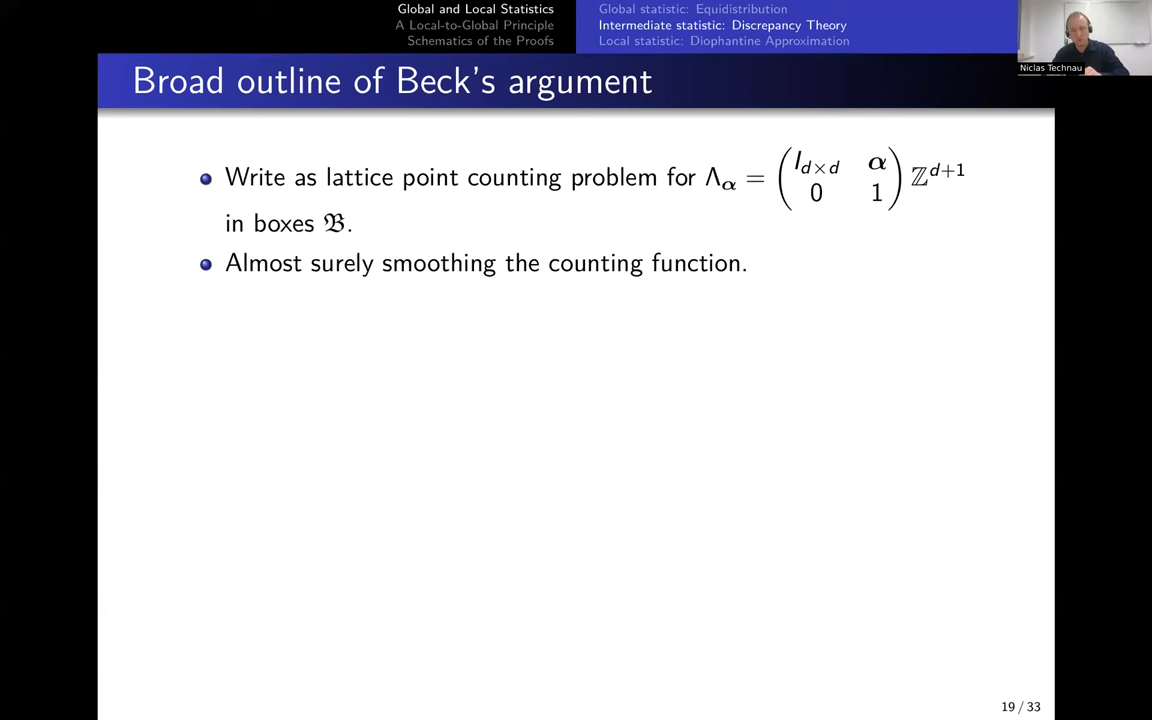 Global and Local Statistics
A Local-to-Global Principle
Schematics of the Proofs
Global statistic: Equidistribution
Intermediate statistic: Discrepancy Theory
Local statistic: Diophantine Approximation
Niclas Technau
Broad outline of Beck's argument
Write as lattice point counting problem for Λ_α = ( I_{d×d} α ; 0 1 ) ℤ^{d+1}
in boxes 𝔅.
Almost surely smoothing the counting function.
19 / 33